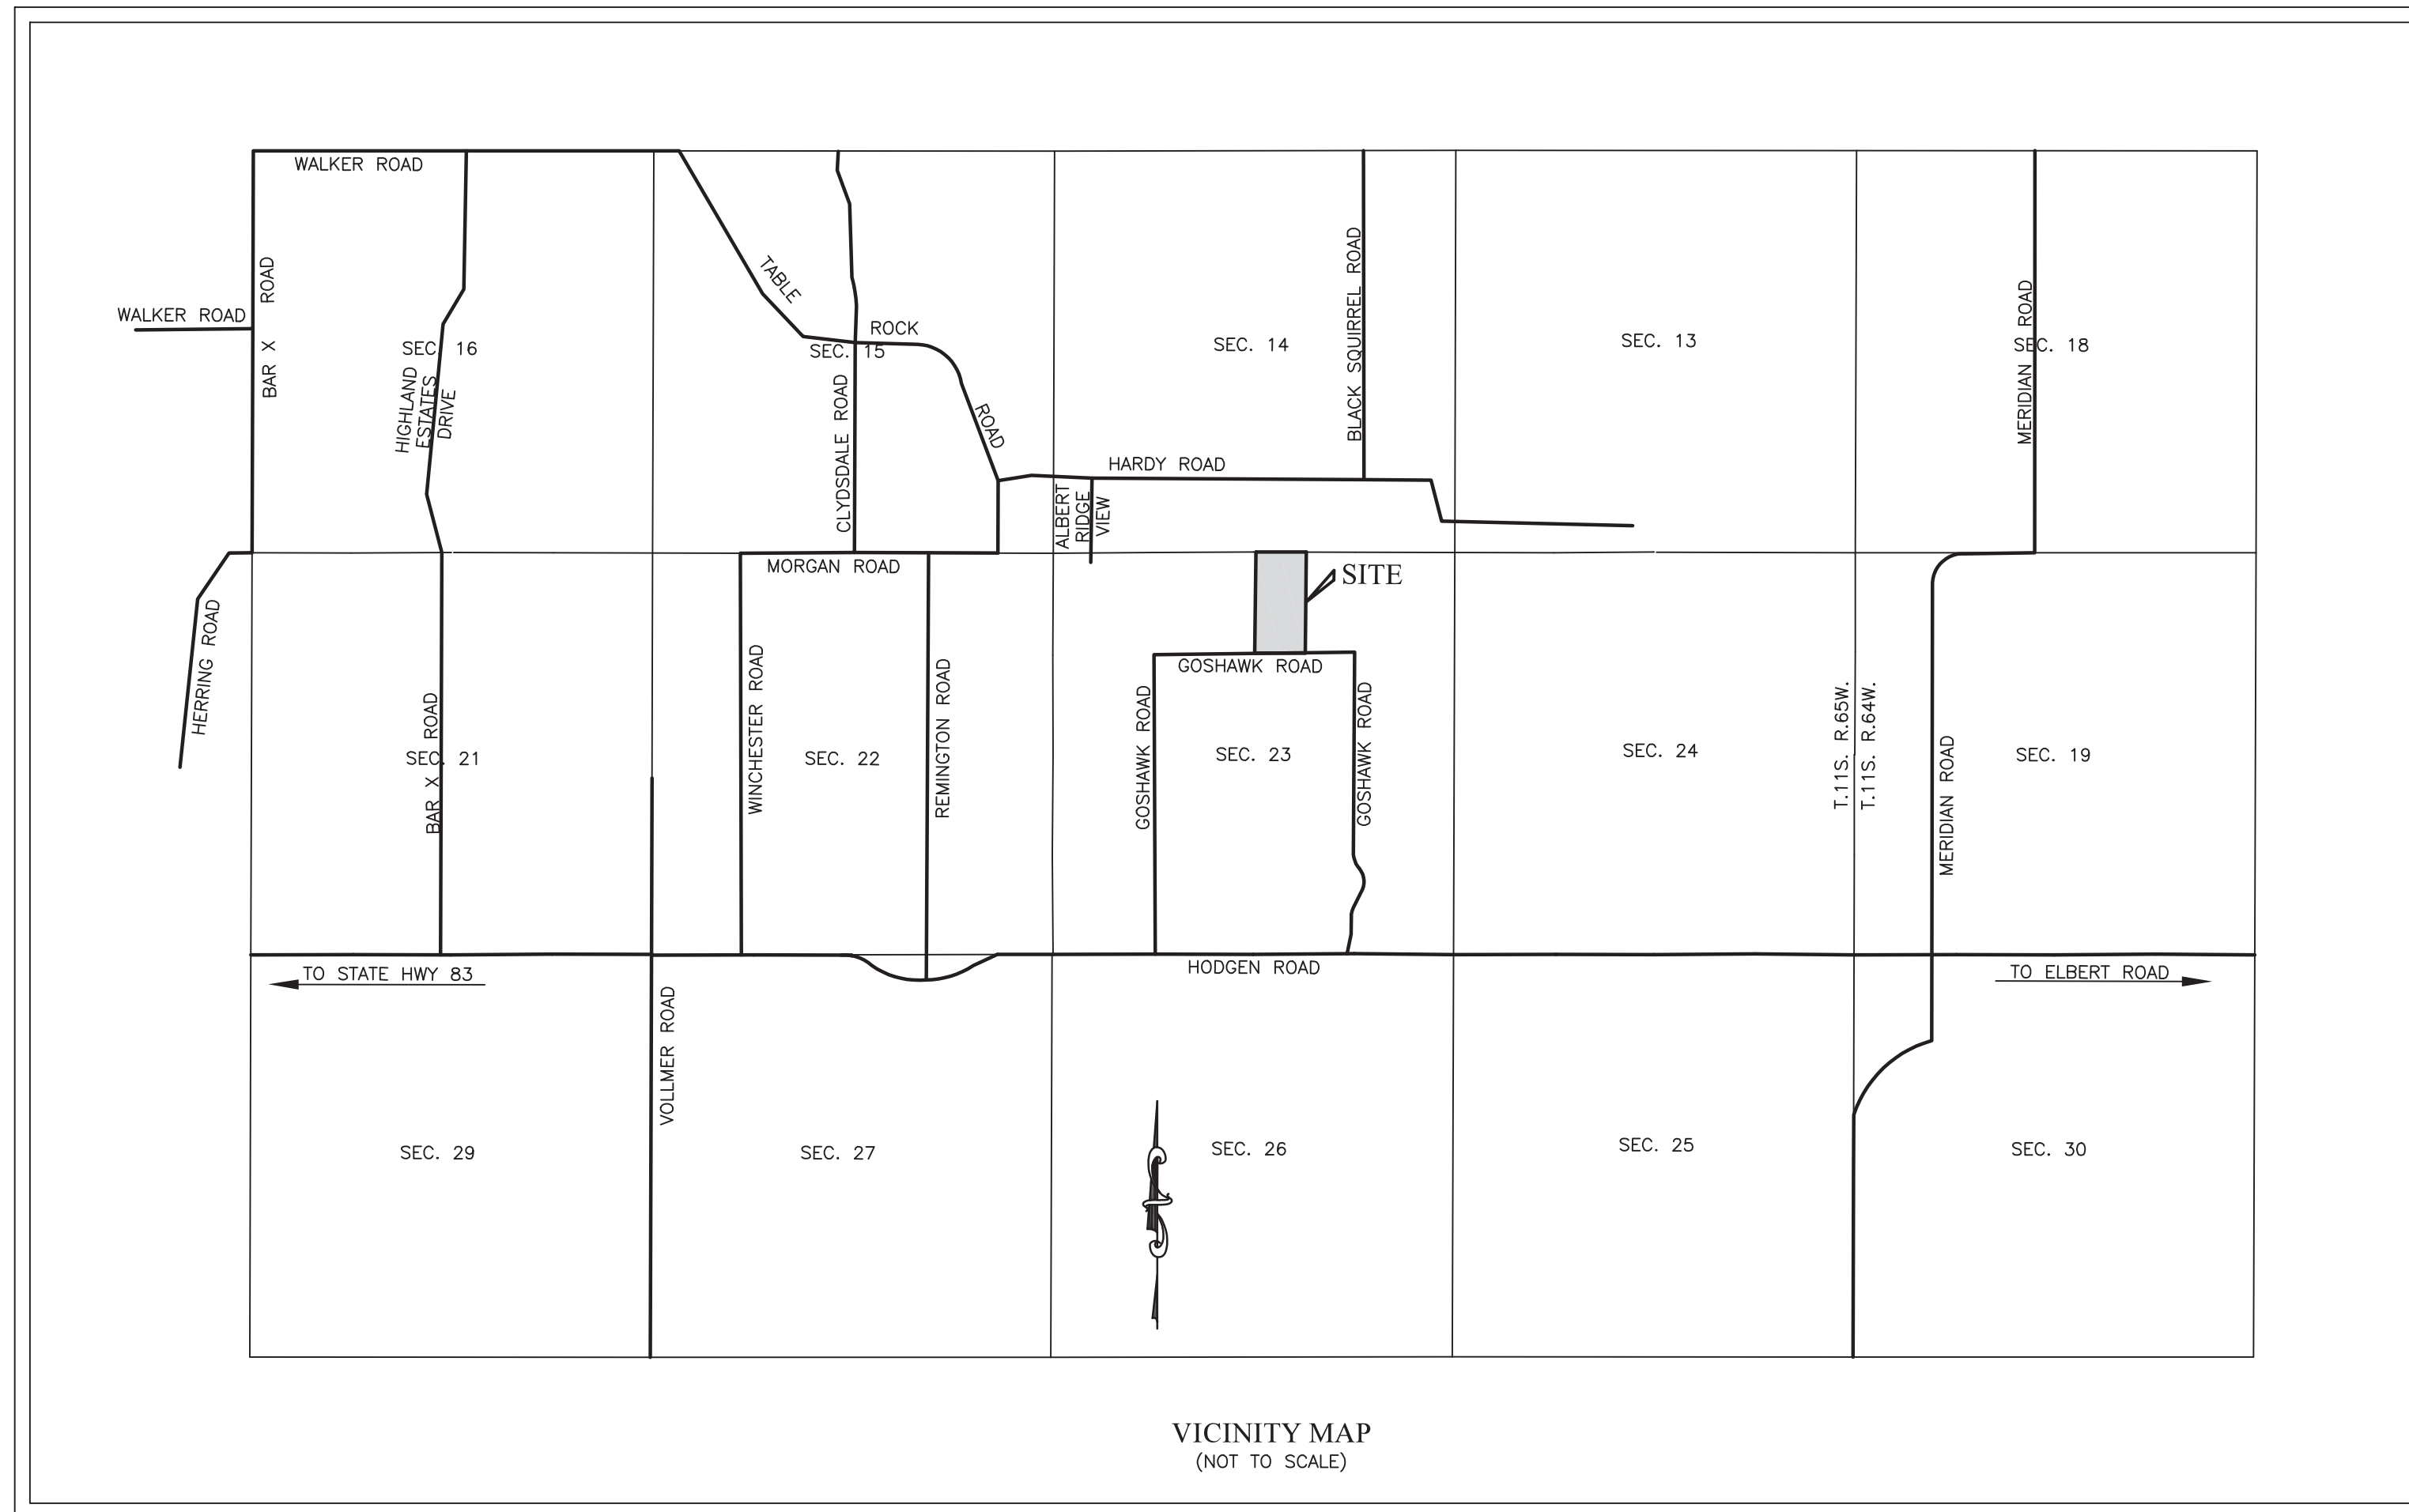 WALKER ROAD
BAR X ROAD
WALKER ROAD
SEC. 16
HIGHLAND
ESTATES
DRIVE
TABLE
ROCK
ROAD
SEC. 15
CLYDSDALE ROAD
SEC. 14
BLACK SQUIRREL ROAD
SEC. 13
MERIDIAN ROAD
SEC. 18
HARDY ROAD
ALBERT
RIDGE
VIEW
MORGAN ROAD
SITE
HERRING ROAD
BAR X ROAD
SEC. 21
WINCHESTER ROAD
SEC. 22
REMINGTON ROAD
GOSHAWK ROAD
GOSHAWK ROAD
SEC. 23
GOSHAWK ROAD
SEC. 24
T.11S. R.65W.
T.11S. R.64W.
MERIDIAN ROAD
SEC. 19
TO STATE HWY 83
HODGEN ROAD
TO ELBERT ROAD
VOLLMER ROAD
SEC. 29
SEC. 27
SEC. 26
SEC. 25
SEC. 30
VICINITY MAP
(NOT TO SCALE)